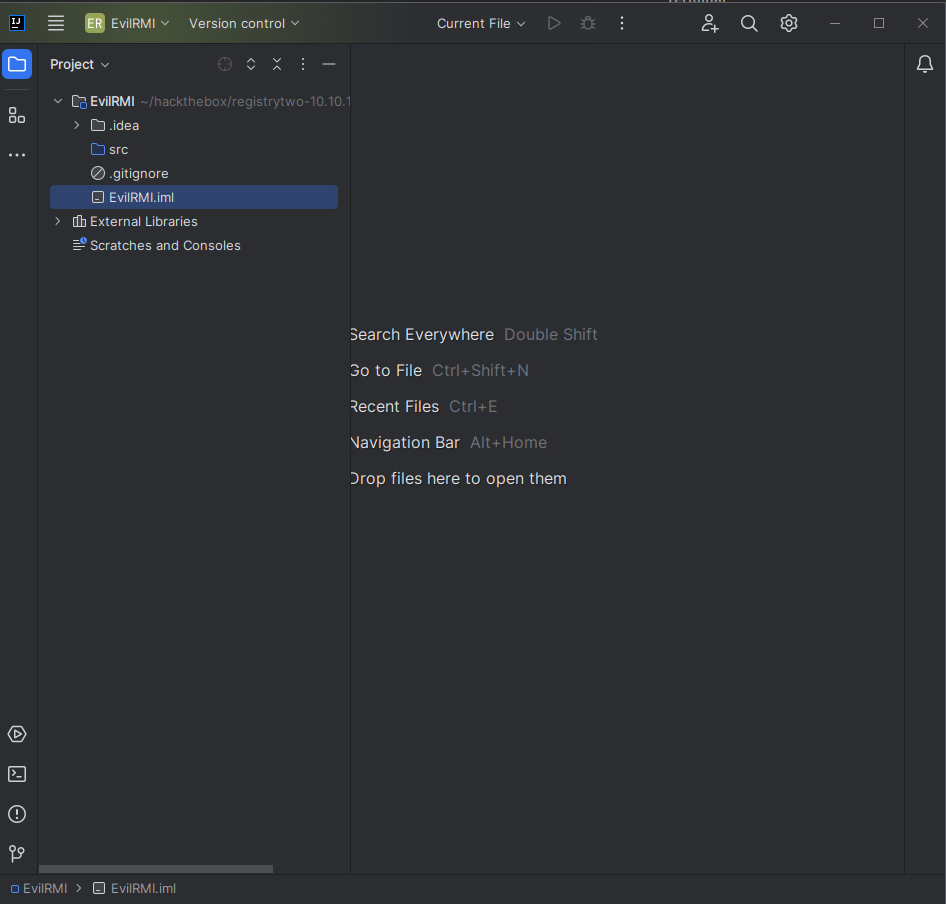 ER EvilRMI Version control Current File
Project
EvilRMI ~/hackthebox/registrytwo-10.10.1
.idea
src
.gitignore
EvilRMI.iml
External Libraries
Scratches and Consoles
Search Everywhere Double Shift
Go to File Ctrl+Shift+N
Recent Files Ctrl+E
Navigation Bar Alt+Home
Drop files here to open them
EvilRMI > EvilRMI.iml